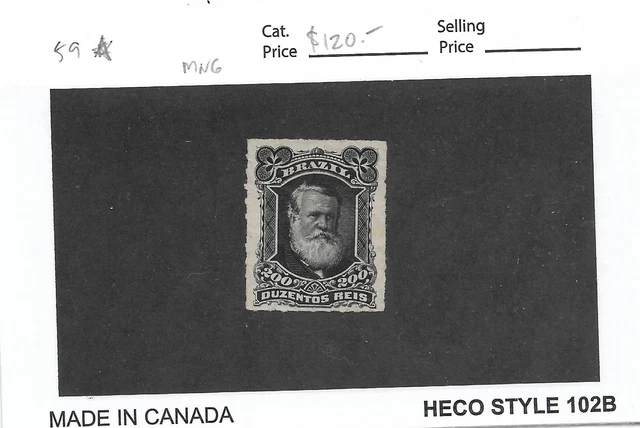 Cat. Price $120.-
Selling Price
59
MNG
BRAZIL
200 200
DUZENTOS REIS
MADE IN CANADA
HECO STYLE 102B